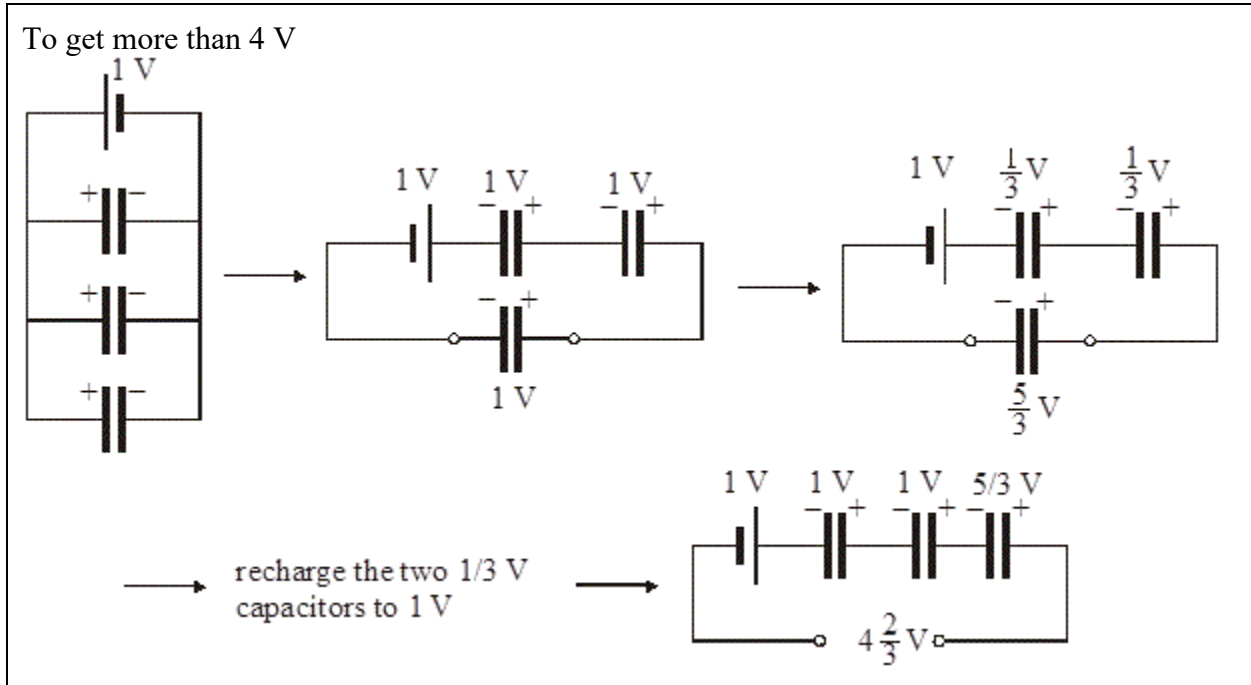 To get more than 4 V
1 V
+ −
+ −
+ −
1 V 1 V 1 V
− + − +
− +
1 V
1 V 1/3 V 1/3 V
− + − +
− +
5/3 V
recharge the two 1/3 V
capacitors to 1 V
1 V 1 V 1 V 5/3 V
− + − + − +
4 2/3 V